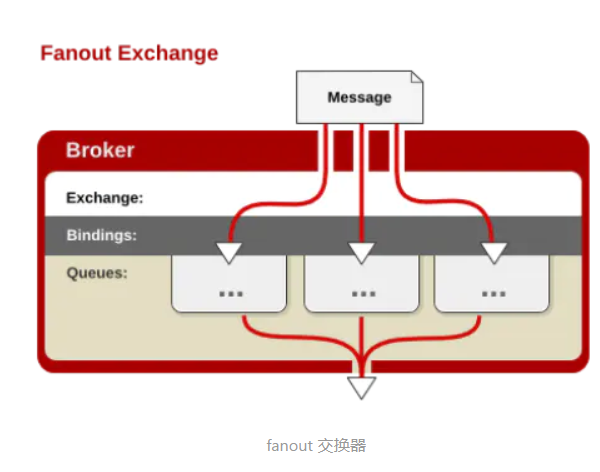 Fanout Exchange
Message
Broker
Exchange:
Bindings:
Queues:
...
...
...
fanout 交换器